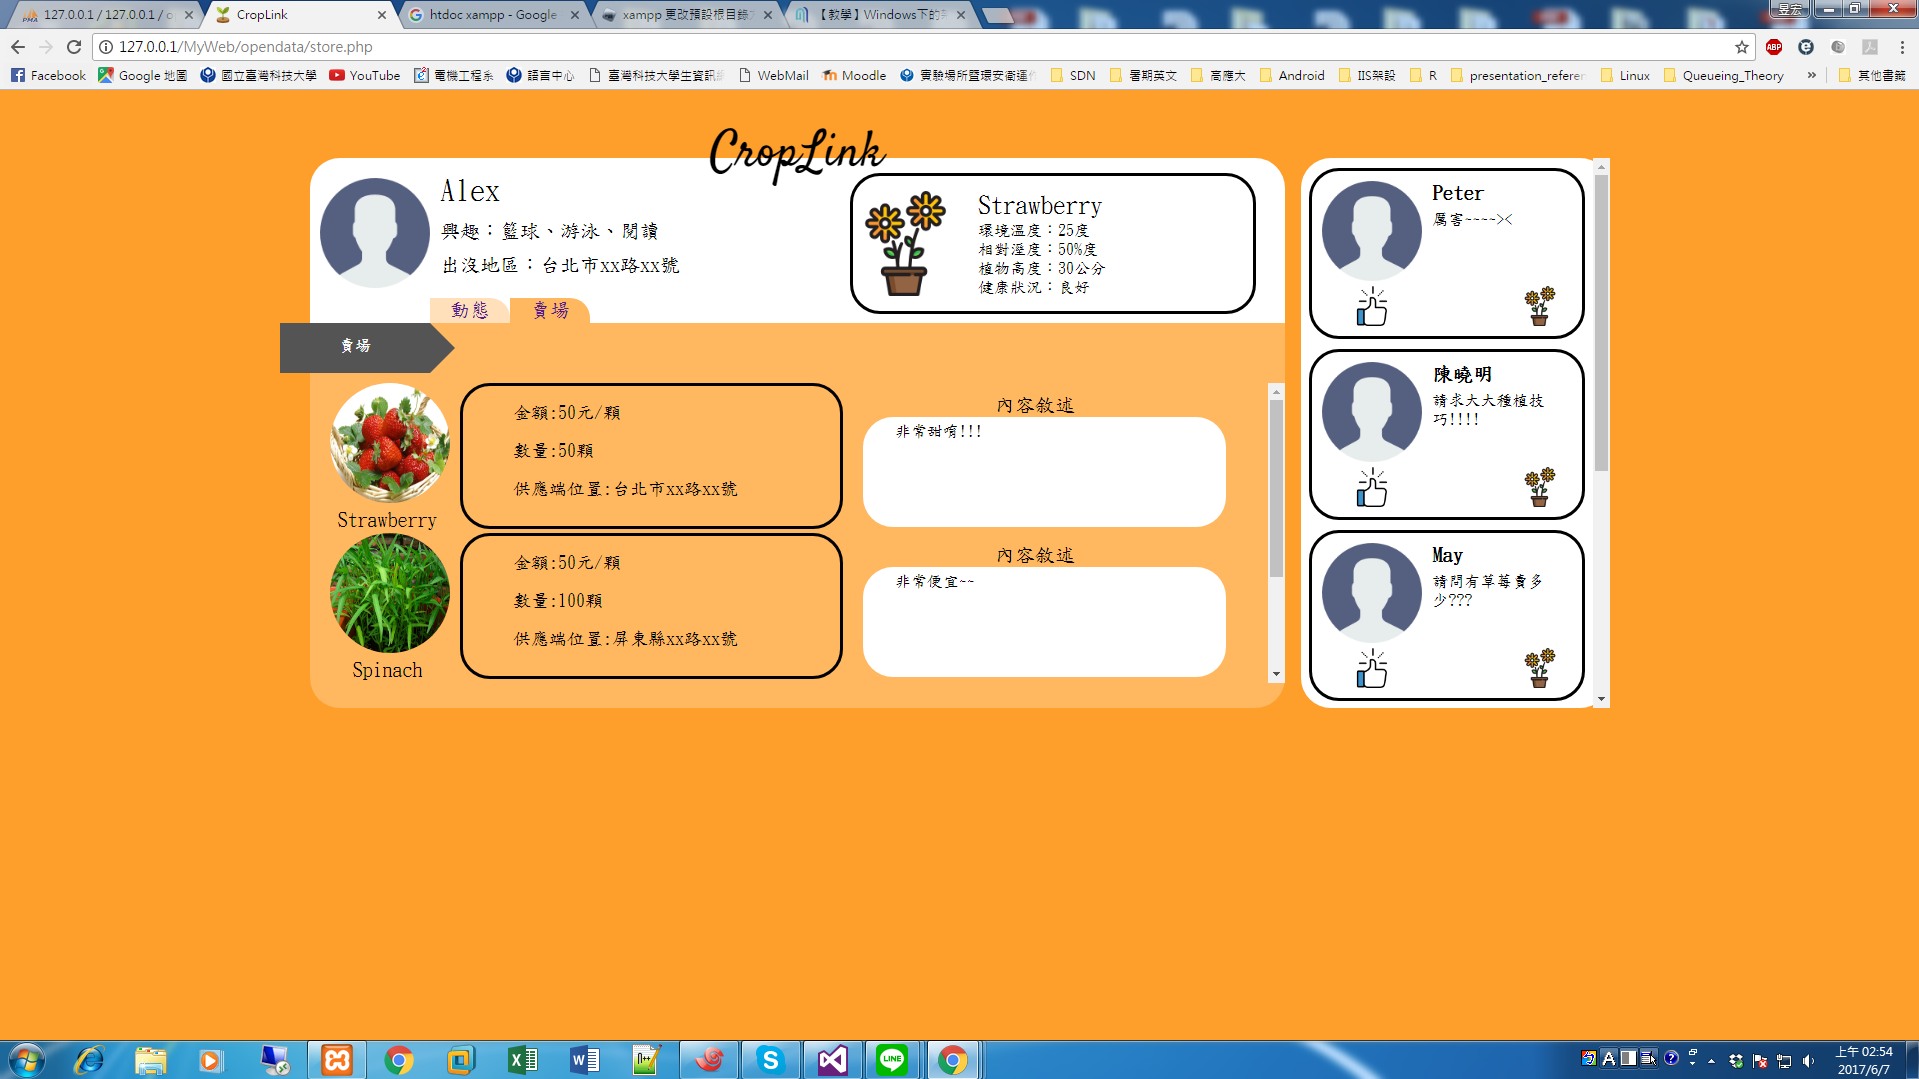 127.0.0.1 / 127.0.0.1 / o
CropLink
htdoc xampp - Google
xampp 更改預設根目錄
【教學】Windows下的
昱宏
127.0.0.1/MyWeb/opendata/store.php
Facebook
Google 地圖
國立臺灣科技大學
YouTube
電機工程系
語言中心
臺灣科技大學生資訊
WebMail
Moodle
實驗場所暨環安衛運作
SDN
暑期英文
高應大
Android
IIS架設
R
presentation_referen
Linux
Queueing_Theory
»
其他書籤
CropLink
Alex
興趣：籃球、游泳、閱讀
出沒地區：台北市xx路xx號
Strawberry
環境溫度：25度
相對溼度：50%度
植物高度：30公分
健康狀況：良好
動態
賣場
賣場
Strawberry
金額:50元/顆
數量:50顆
供應端位置:台北市xx路xx號
內容敘述
非常甜唷!!!
Spinach
金額:50元/顆
數量:100顆
供應端位置:屏東縣xx路xx號
內容敘述
非常便宜~~
Peter
厲害~~~~><
陳曉明
請求大大種植技
巧!!!!
May
請問有草莓賣多
少???
上午 02:54
2017/6/7